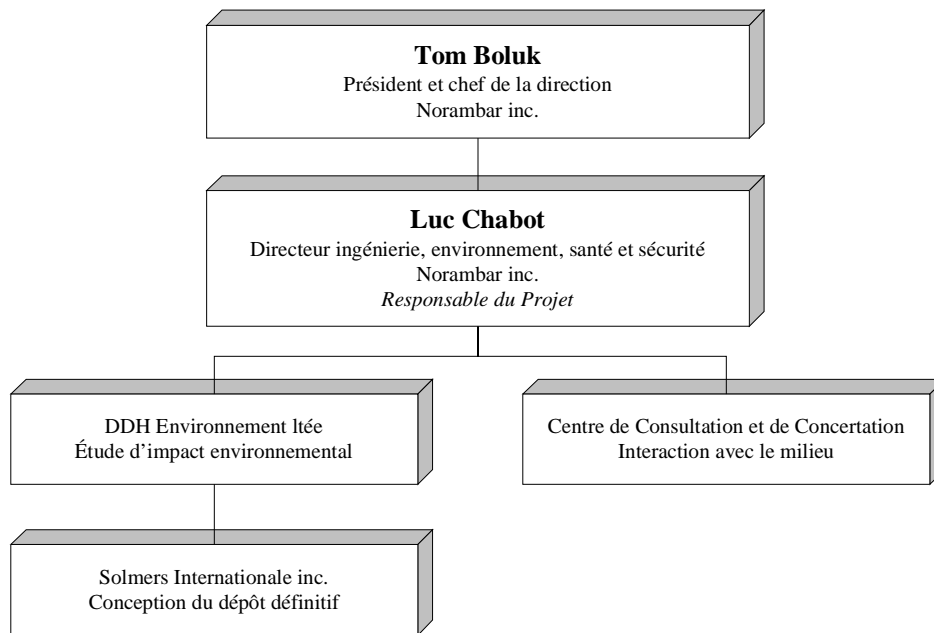 Tom Boluk
Président et chef de la direction
Norambar inc.
Luc Chabot
Directeur ingénierie, environnement, santé et sécurité
Norambar inc.
Responsable du Projet
DDH Environnement ltée
Étude d'impact environnemental
Centre de Consultation et de Concertation
Interaction avec le milieu
Solmers Internationale inc.
Conception du dépôt définitif